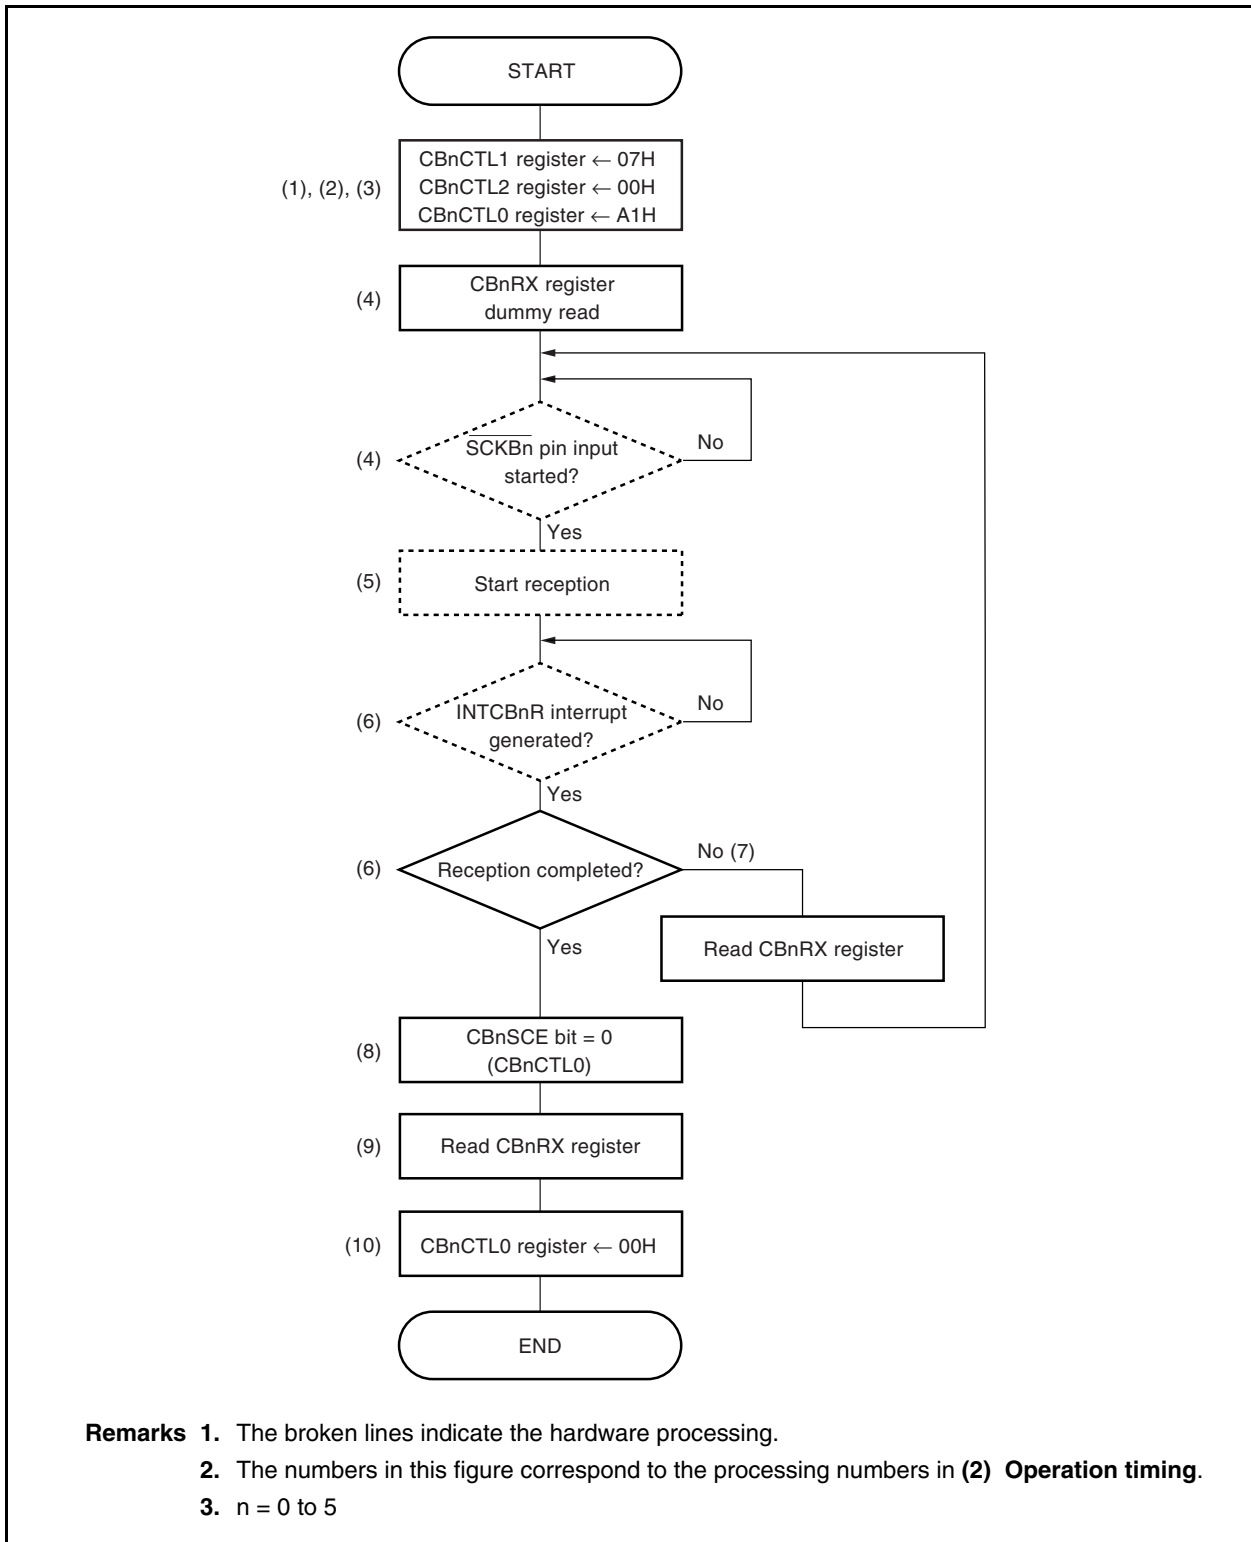 START
CBnCTL1 register ← 07H
(1), (2), (3) CBnCTL2 register ← 00H
CBnCTL0 register ← A1H
CBnRX register
(4)
dummy read
SCKBn pin input
No
(4)
started?
Yes
(5) Start reception
INTCBnR interrupt
No
(6)
generated?
Yes
(6) Reception completed?
No (7)
Yes
Read CBnRX register
CBnSCE bit = 0
(8)
(CBnCTL0)
(9) Read CBnRX register
(10) CBnCTL0 register ← 00H
END
Remarks 1. The broken lines indicate the hardware processing.
2. The numbers in this figure correspond to the processing numbers in (2) Operation timing.
3. n = 0 to 5